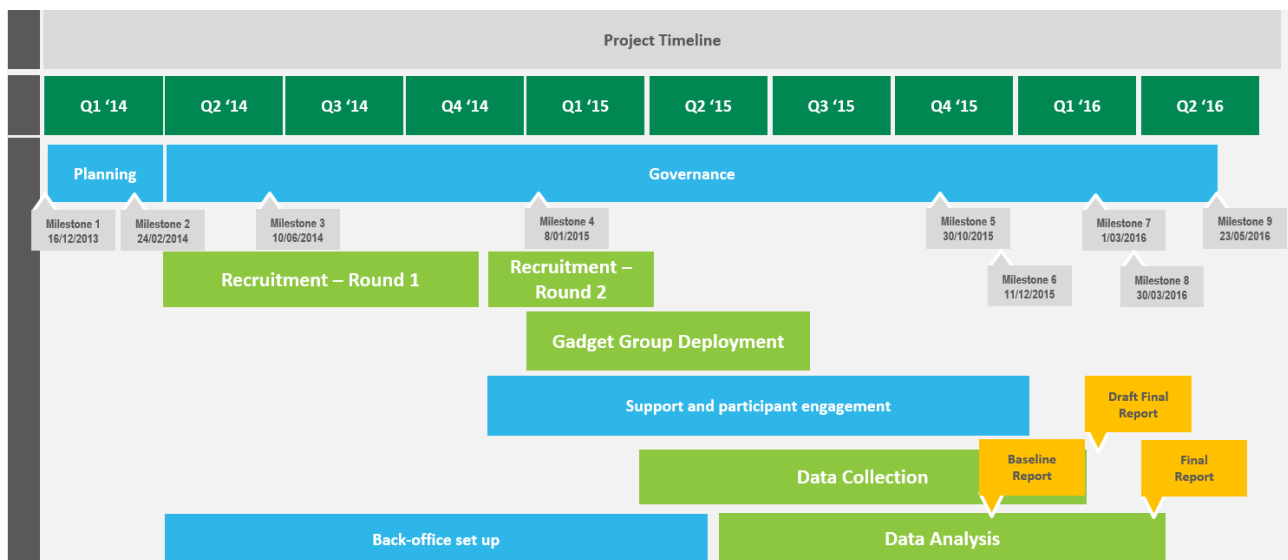 Project Timeline
Q1 ‘14
Q2 ‘14
Q3 ‘14
Q4 ‘14
Q1 ‘15
Q2 ‘15
Q3 ‘15
Q4 ‘15
Q1 ‘16
Q2 ‘16
Planning
Governance
Milestone 1
16/12/2013
Milestone 2
24/02/2014
Milestone 3
10/06/2014
Milestone 4
8/01/2015
Milestone 5
30/10/2015
Milestone 7
1/03/2016
Milestone 9
23/05/2016
Milestone 6
11/12/2015
Milestone 8
30/03/2016
Recruitment – Round 1
Recruitment –
Round 2
Gadget Group Deployment
Support and participant engagement
Draft Final
Report
Data Collection
Baseline
Report
Final
Report
Back-office set up
Data Analysis